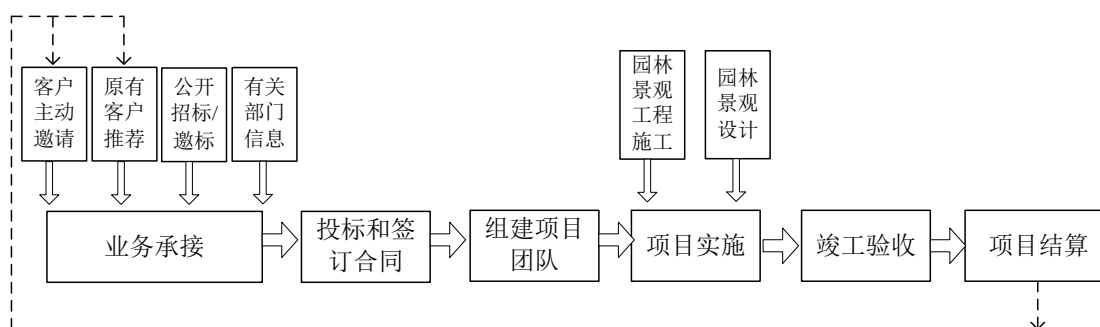 客户
主动
邀请
原有
客户
推荐
公开
招标/
邀标
有关
部门
信息
园林
景观
工程
施工
园林
景观
设计
业务承接
投标和签
订合同
组建项目
团队
项目实施
竣工验收
项目结算